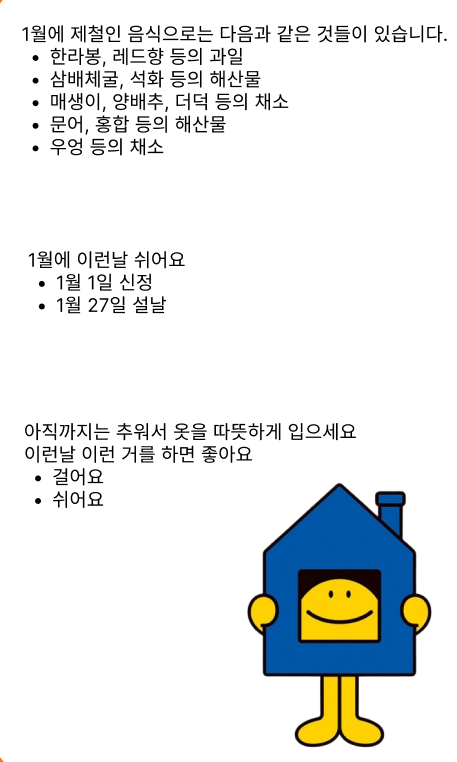 1월에 제철인 음식으로는 다음과 같은 것들이 있습니다.
• 한라봉, 레드향 등의 과일
• 삼배체굴, 석화 등의 해산물
• 매생이, 양배추, 더덕 등의 채소
• 문어, 홍합 등의 해산물
• 우엉 등의 채소
1월에 이런날 쉬어요
• 1월 1일 신정
• 1월 27일 설날
아직까지는 추워서 옷을 따뜻하게 입으세요
이런날 이런 거를 하면 좋아요
• 걸어요
• 쉬어요